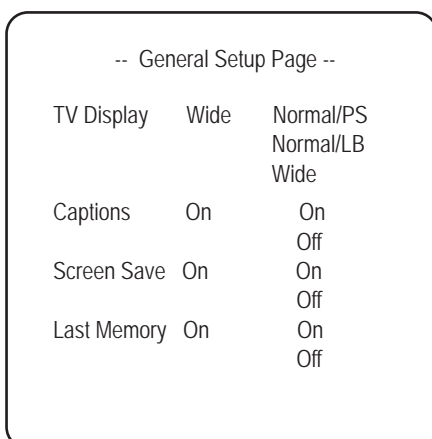 -- General Setup Page --
TV Display Wide Normal/PS
Normal/LB
Wide
Captions On On
Off
Screen Save On On
Off
Last Memory On On
Off